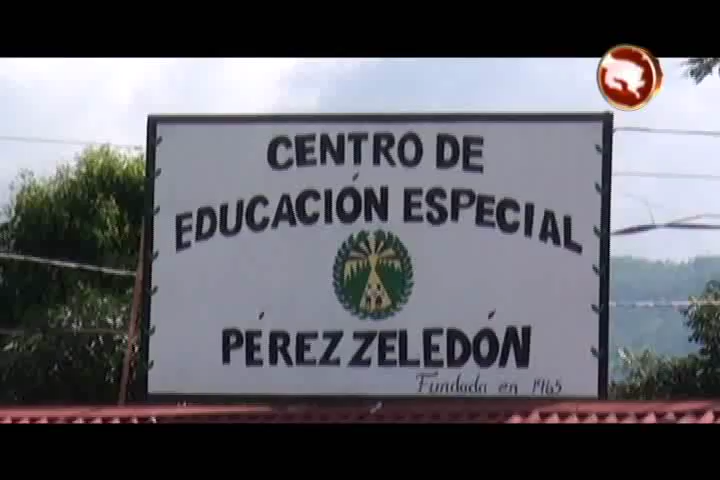 CENTRO DE
EDUCACIÓN ESPECIAL
PÉREZ ZELEDÓN
Fundada en 1965